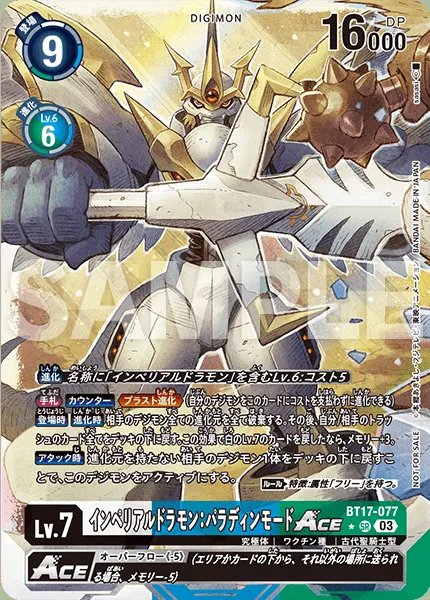 DIGIMON
登場
9
16000
DP
進化
Lv.6
6
SAMPLE
進化 名称に「インペリアルドラモン」を含むLv.6：コスト5
手札 カウンター ブラスト進化 (自分のデジモン全てをこのカードにコストを支払わずに進化できる)
登場時 進化時 相手のデジモン全ての進化元を全て破棄する。その後、自分/相手のトラッ
シュのカード全てをデッキの下に戻す。この効果で白のLv.7のカードを戻したなら、メモリー+3。
アタック時 進化元を持たない相手のデジモン1体をデッキの下に戻すこ
とで、このデジモンをアクティブにする。
ルール 特徴：属性「フリー」を持つ。
NOT FOR SALE
BANDAI MADE IN JAPAN
Lv.7
インペリアルドラモン：パラディンモードACE
BT17-077
SR
03
究極体
ワクチン種
古代聖騎士型
ACE
オーバーフロー《-5》
(エリアかカードの下から、それ以外の場所に送られ
る場合、メモリー-5)